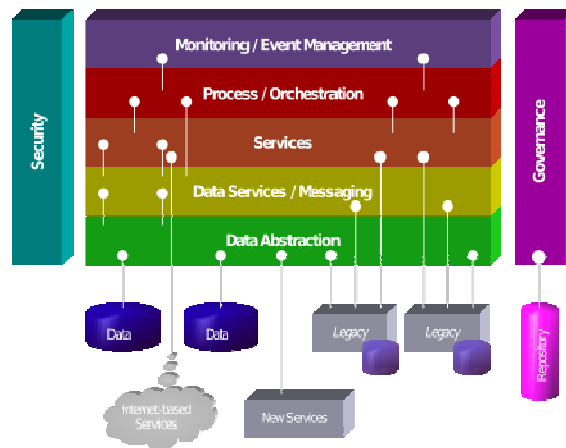 Monitoring / Event Management
Process / Orchestration
Services
Data Services / Messaging
Data Abstraction
Security
Governance
Data
Data
Legacy
Legacy
Repository
Internet-based
Services
New Services